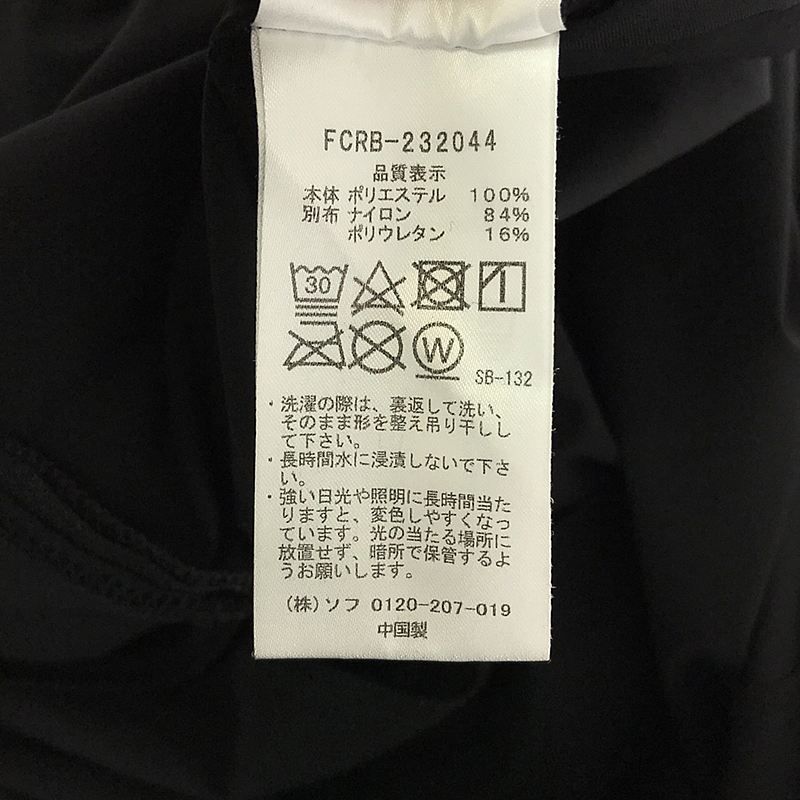 FCRB-232044
品質表示
本体 ポリエステル 100%
別布 ナイロン 84%
ポリウレタン 16%
30
W
SB-132
・洗濯の際は、裏返して洗い、
そのまま形を整え吊り干しし
て下さい。
・長時間水に浸漬しないで下さ
い。
・強い日光や照明に長時間当た
りますと、変色しやすくなっ
ています。光の当たる場所に
放置せず、暗所で保管するよ
うお願いします。
(株)ソフ 0120-207-019
中国製